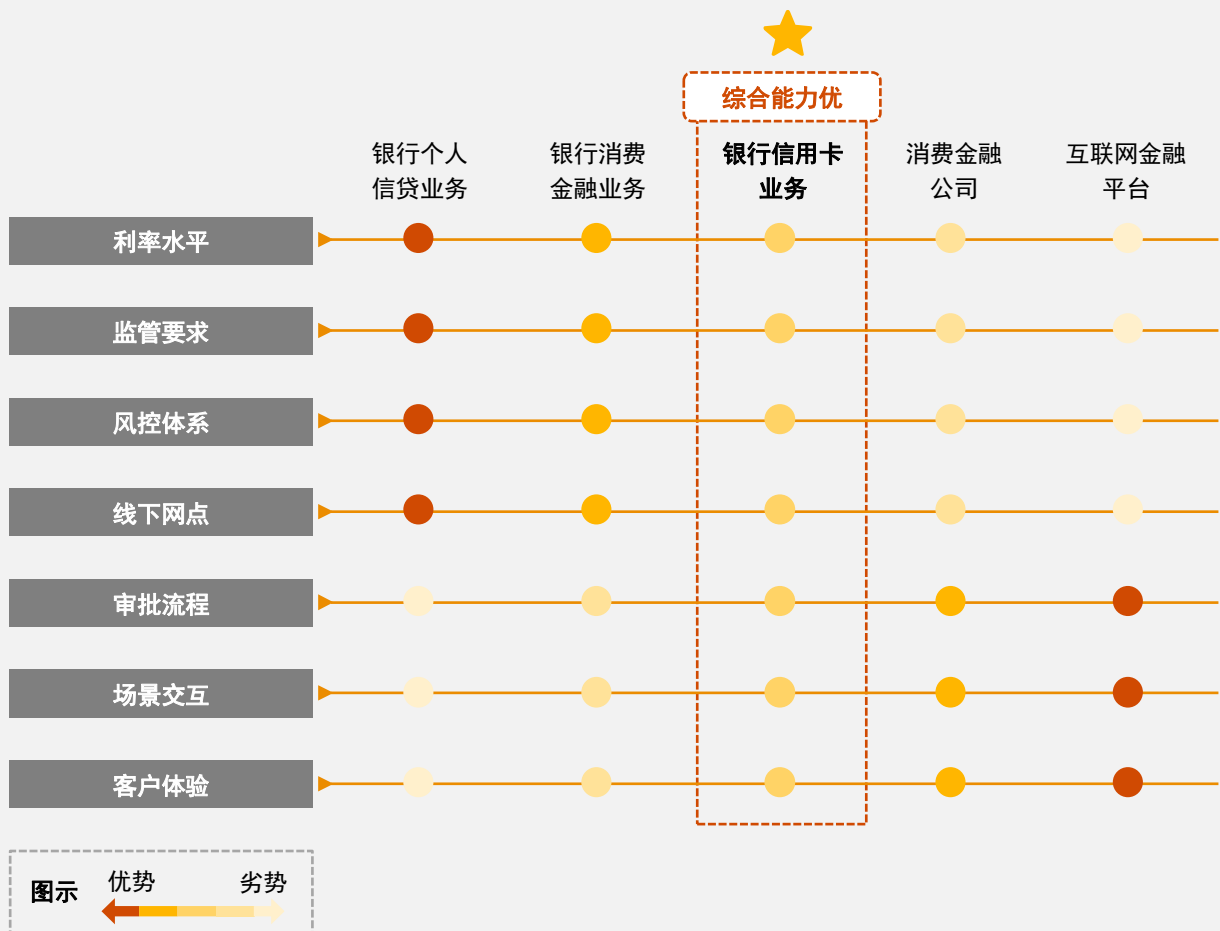 综合能力优
银行个人
信贷业务
银行消费
金融业务
银行信用卡
业务
消费金融
公司
互联网金融
平台
利率水平
监管要求
风控体系
线下网点
审批流程
场景交互
客户体验
图示
优势
劣势